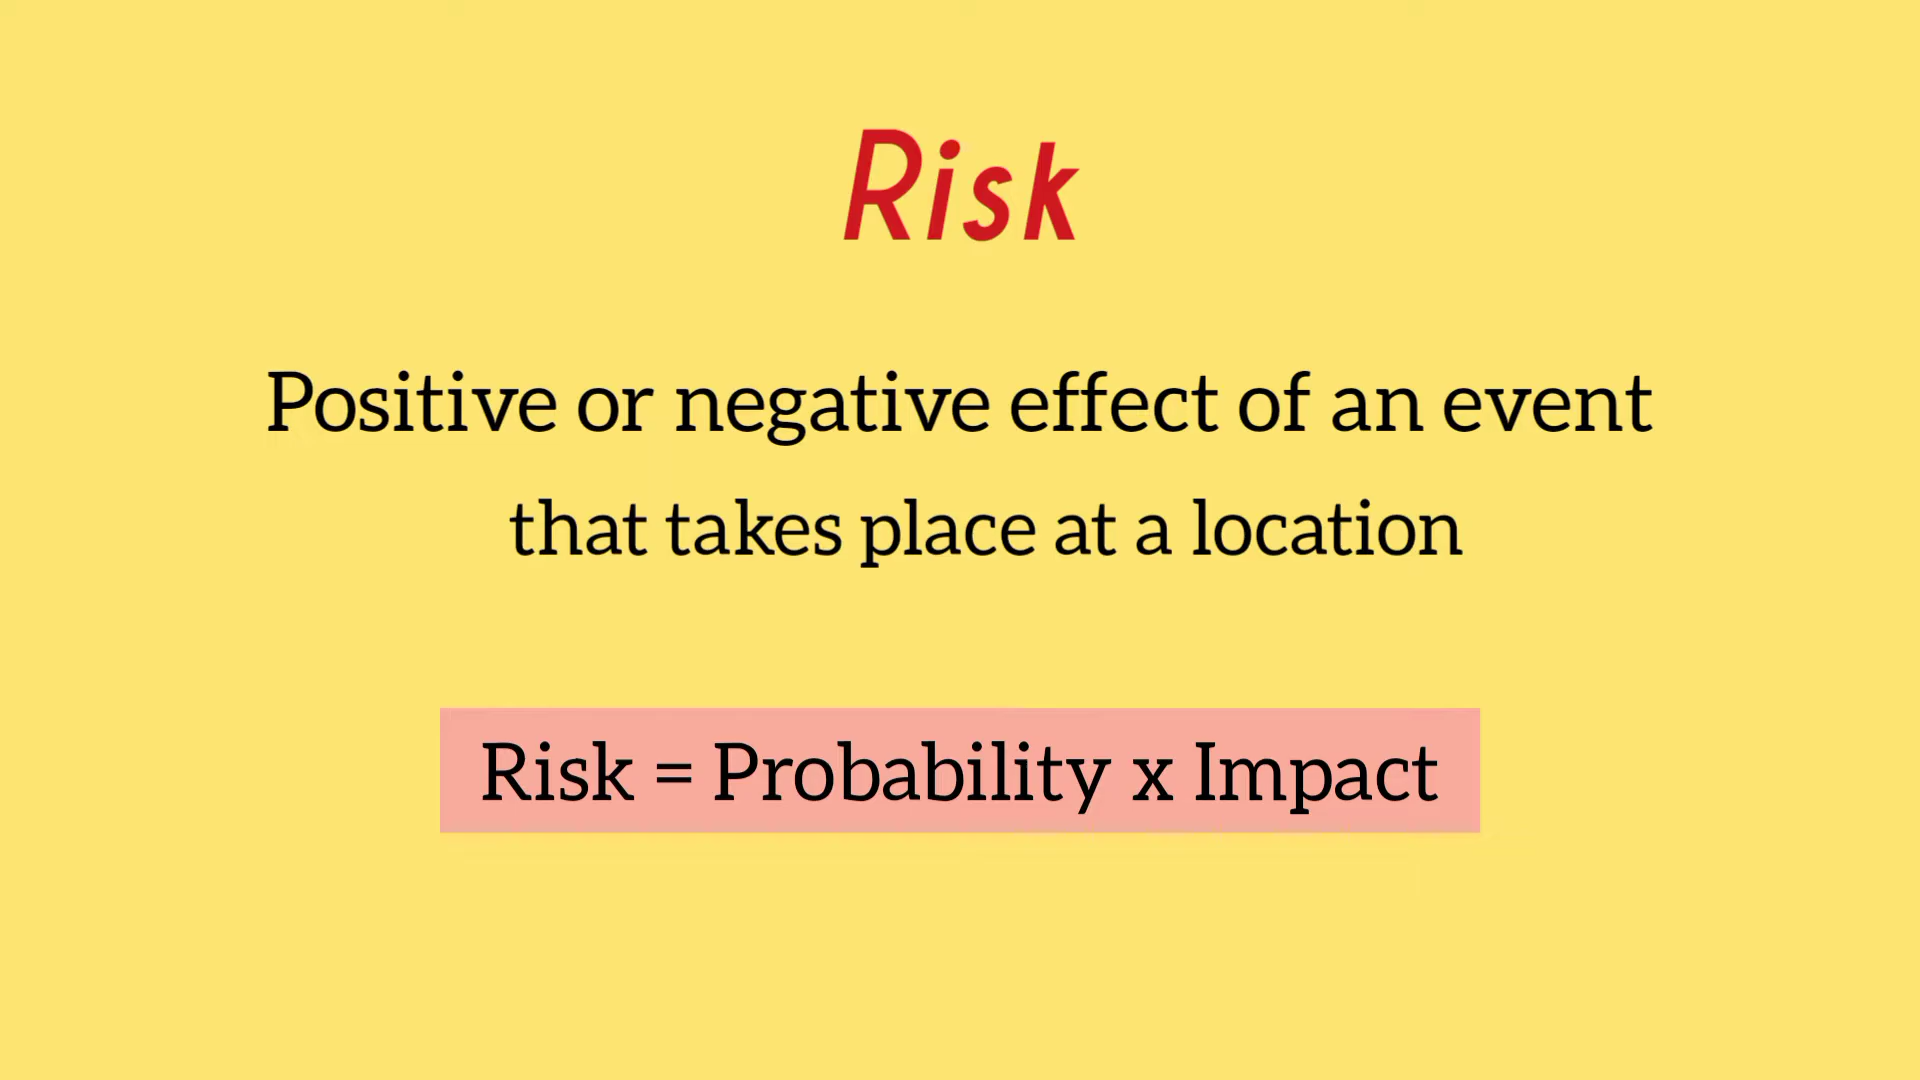 Risk
Positive or negative effect of an event
that takes place at a location
Risk = Probability x Impact